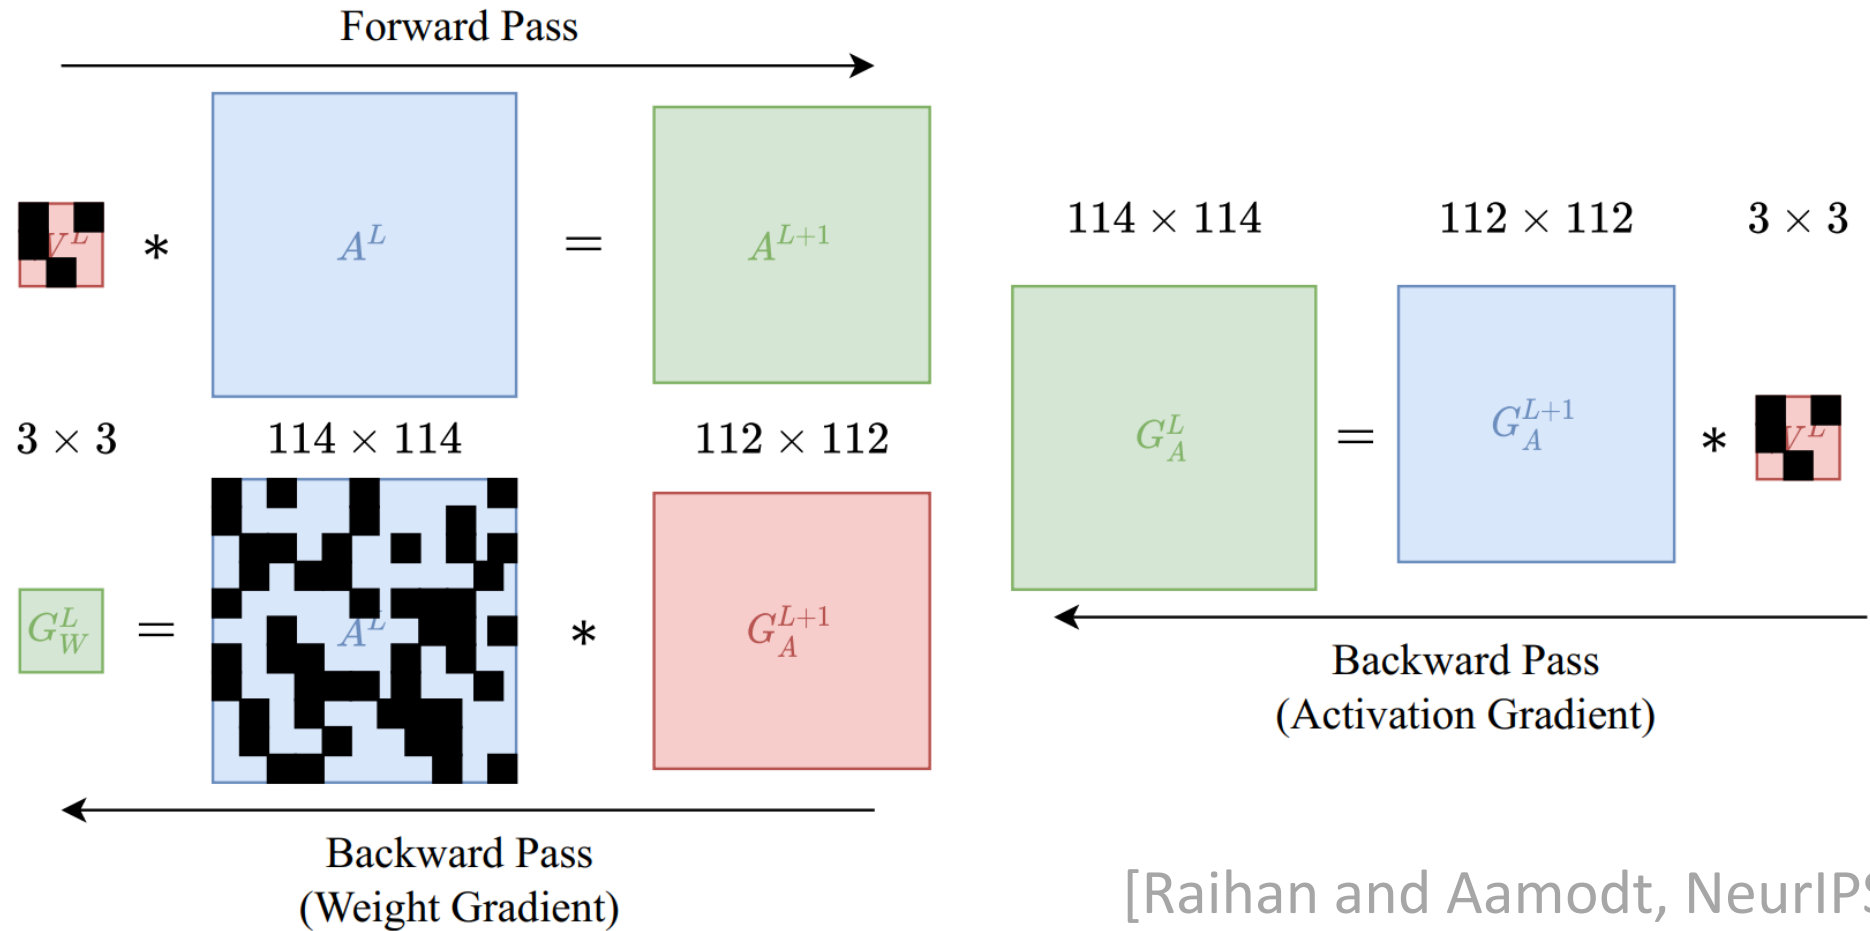 Forward Pass
* A^L = A^{L+1}
3 × 3 114 × 114 112 × 112
G_W^L = A^L * G_A^{L+1}
Backward Pass
(Weight Gradient)
114 × 114 112 × 112 3 × 3
G_A^L = G_A^{L+1} *
Backward Pass
(Activation Gradient)
[Raihan and Aamodt,